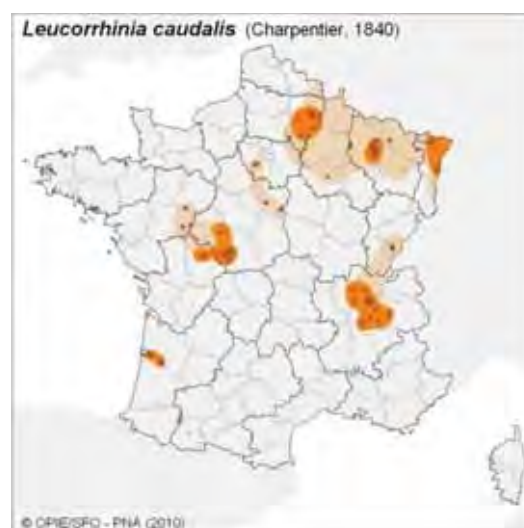 Leucorrhinia caudalis (Charpentier, 1840)
© OPIE/SFO - PNA (2010)